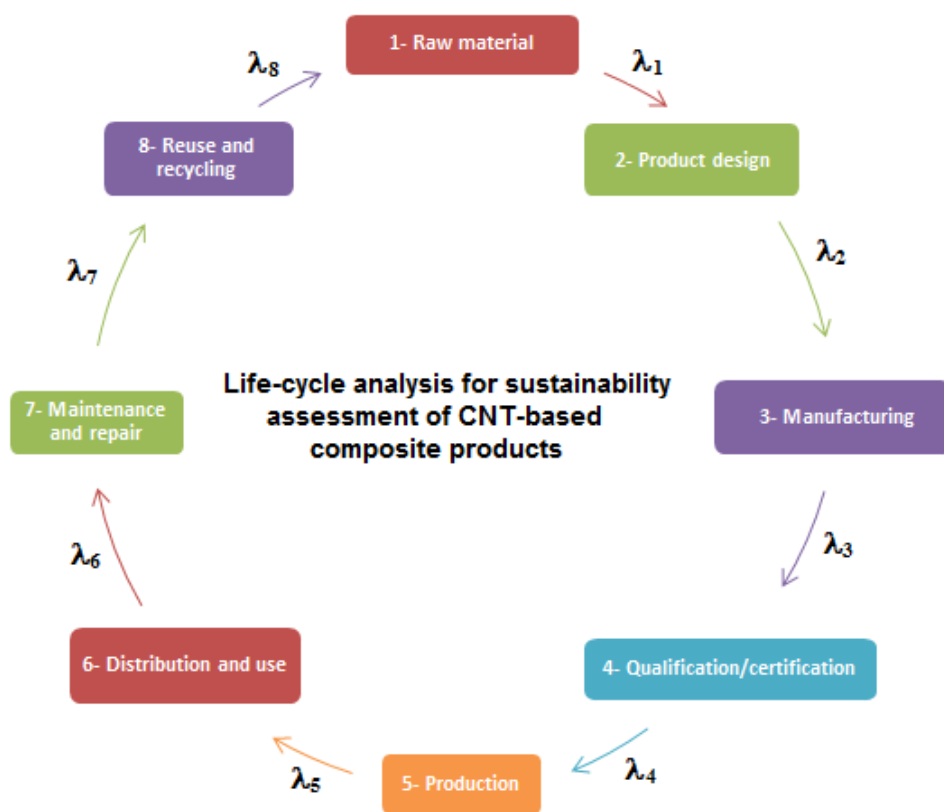 1- Raw material
λ1
2- Product design
λ2
3- Manufacturing
λ3
4- Qualification/certification
λ4
5- Production
λ5
6- Distribution and use
λ6
7- Maintenance
and repair
λ7
8- Reuse and
recycling
λ8
Life-cycle analysis for sustainability
assessment of CNT-based
composite products